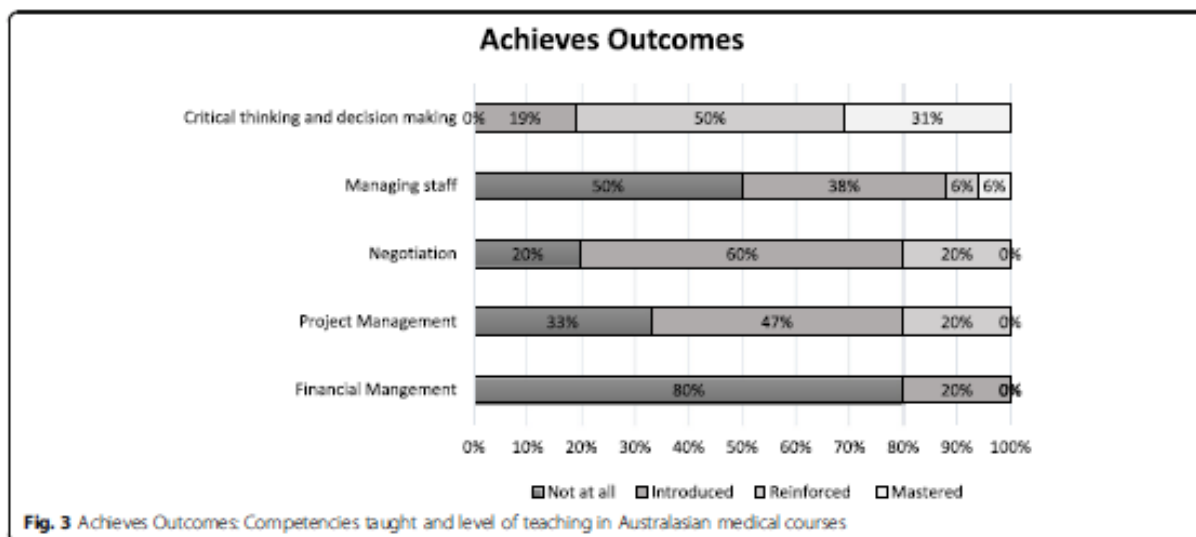 Achieves Outcomes
Critical thinking and decision making 0% 19% 50% 31%
Managing staff 50% 38% 6% 6%
Negotiation 20% 60% 20% 0%
Project Management 33% 47% 20% 0%
Financial Mangement 80% 20% 0%
0% 10% 20% 30% 40% 50% 60% 70% 80% 90% 100%
Not at all Introduced Reinforced Mastered
Fig. 3 Achieves Outcomes: Competencies taught and level of teaching in Australasian medical courses